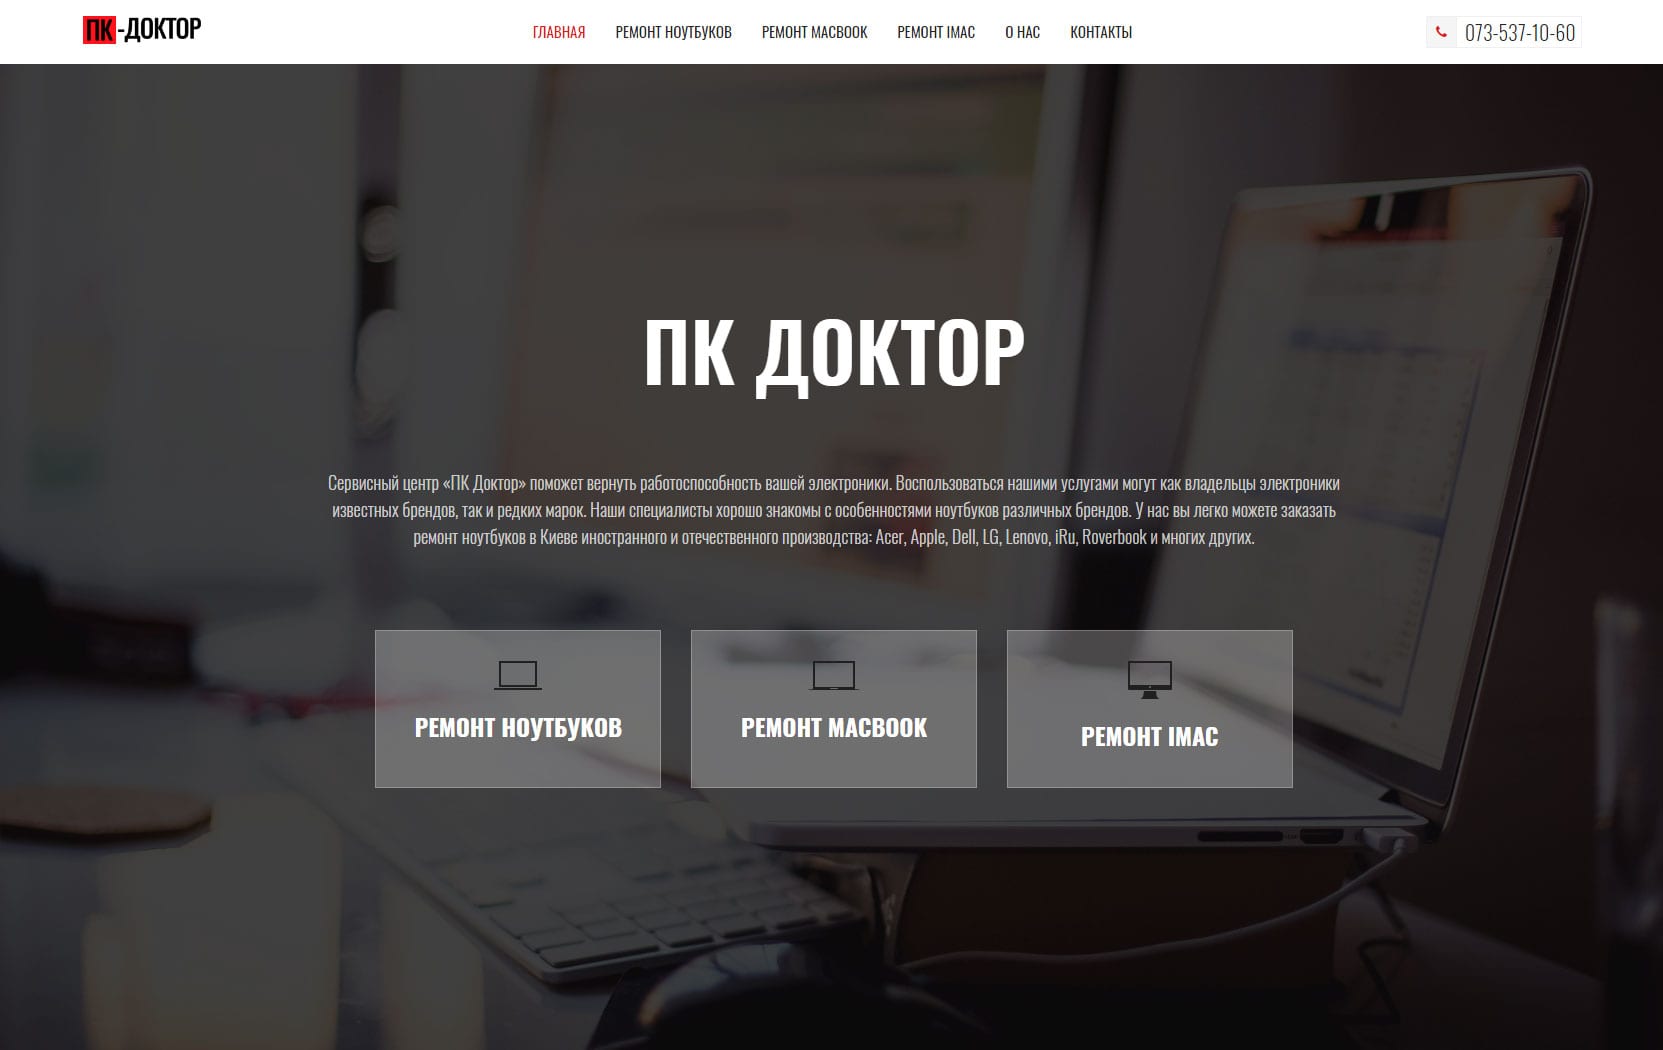 ПК-ДОКТОР
ГЛАВНАЯ РЕМОНТ НОУТБУКОВ РЕМОНТ MACBOOK РЕМОНТ IMAC О НАС КОНТАКТЫ
073-537-10-60
ПК ДОКТОР
Сервисный центр «ПК Доктор» поможет вернуть работоспособность вашей электроники. Воспользоваться нашими услугами могут как владельцы электроники
известных брендов, так и редких марок. Наши специалисты хорошо знакомы с особенностями ноутбуков различных брендов. У нас вы легко можете заказать
ремонт ноутбуков в Киеве иностранного и отечественного производства: Acer, Apple, Dell, LG, Lenovo, iRu, Roverbook и многих других.
РЕМОНТ НОУТБУКОВ
РЕМОНТ MACBOOK
РЕМОНТ IMAC